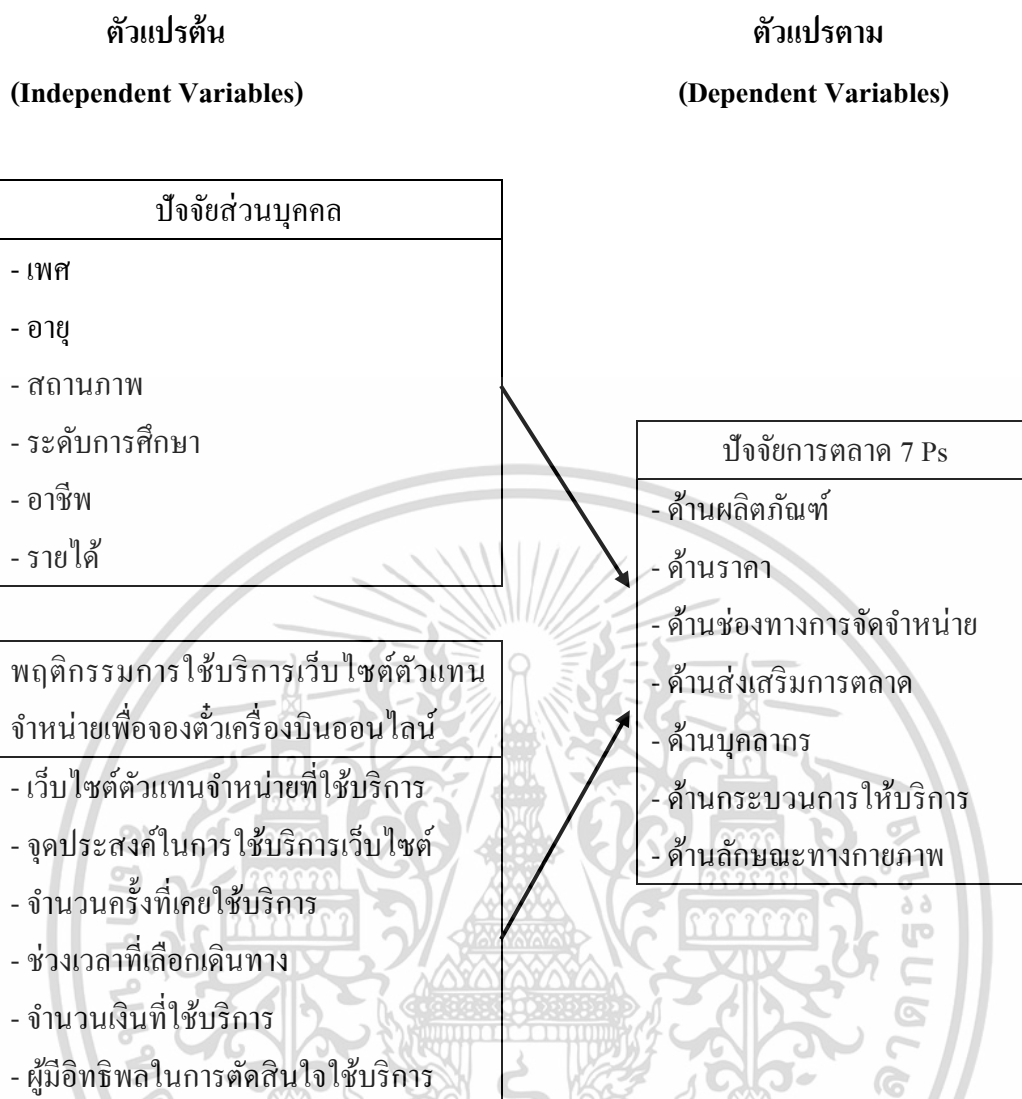 ตัวแปรต้น
(Independent Variables)
ตัวแปรตาม
(Dependent Variables)
ปัจจัยส่วนบุคคล
- เพศ
- อายุ
- สถานภาพ
- ระดับการศึกษา
- อาชีพ
- รายได้
พฤติกรรมการใช้บริการเว็บไซต์ตัวแทน
จำหน่ายเพื่อจองตั๋วเครื่องบินออนไลน์
- เว็บไซต์ตัวแทนจำหน่ายที่ใช้บริการ
- จุดประสงค์ในการใช้บริการเว็บไซต์
- จำนวนครั้งที่เคยใช้บริการ
- ช่วงเวลาที่เลือกเดินทาง
- จำนวนเงินที่ใช้บริการ
- ผู้มีอิทธิพลในการตัดสินใจใช้บริการ
ปัจจัยการตลาด 7 Ps
- ด้านผลิตภัณฑ์
- ด้านราคา
- ด้านช่องทางการจัดจำหน่าย
- ด้านส่งเสริมการตลาด
- ด้านบุคลากร
- ด้านกระบวนการให้บริการ
- ด้านลักษณะทางกายภาพ